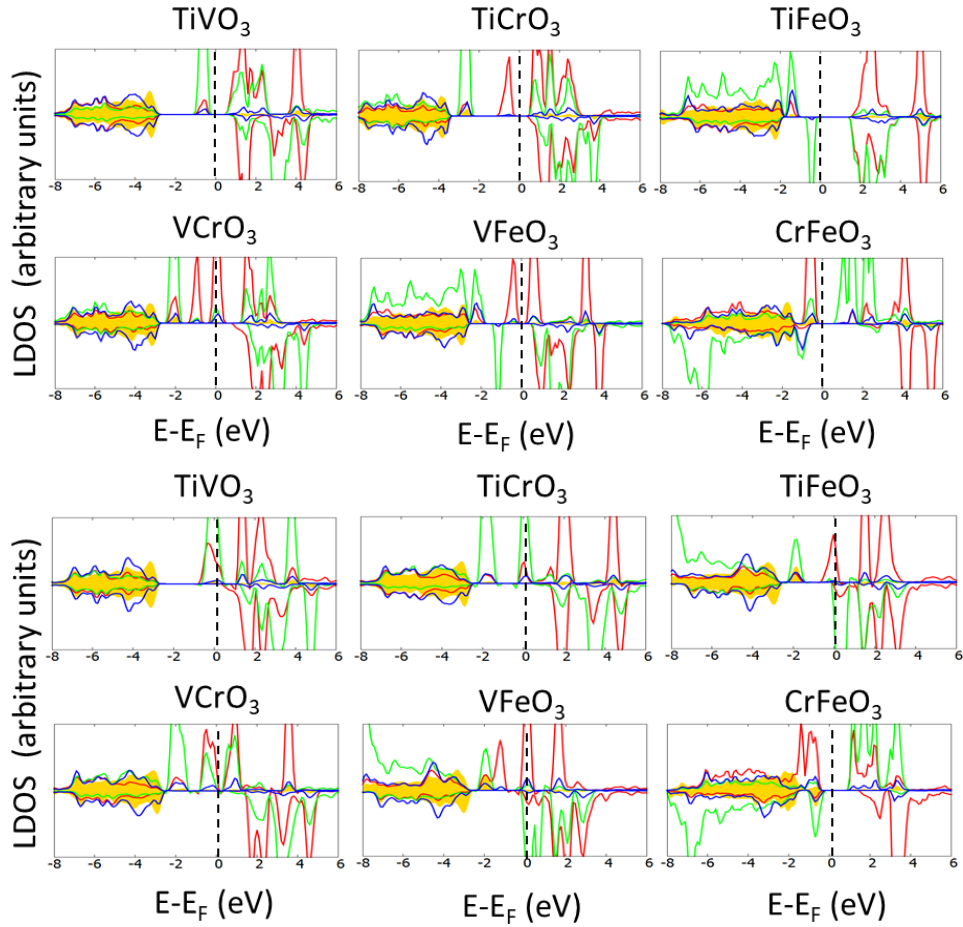 TiVO3 TiCrO3 TiFeO3
LDOS (arbitrary units)
-8 -6 -4 -2 0 2 4 6 -8 -6 -4 -2 0 2 4 6 -8 -6 -4 -2 0 2 4 6
VCrO3 VFeO3 CrFeO3
-8 -6 -4 -2 0 2 4 6 -8 -6 -4 -2 0 2 4 6 -8 -6 -4 -2 0 2 4 6
E-EF (eV) E-EF (eV) E-EF (eV)
TiVO3 TiCrO3 TiFeO3
LDOS (arbitrary units)
-8 -6 -4 -2 0 2 4 6 -8 -6 -4 -2 0 2 4 6 -8 -6 -4 -2 0 2 4 6
VCrO3 VFeO3 CrFeO3
-8 -6 -4 -2 0 2 4 6 -8 -6 -4 -2 0 2 4 6 -8 -6 -4 -2 0 2 4 6
E-EF (eV) E-EF (eV) E-EF (eV)